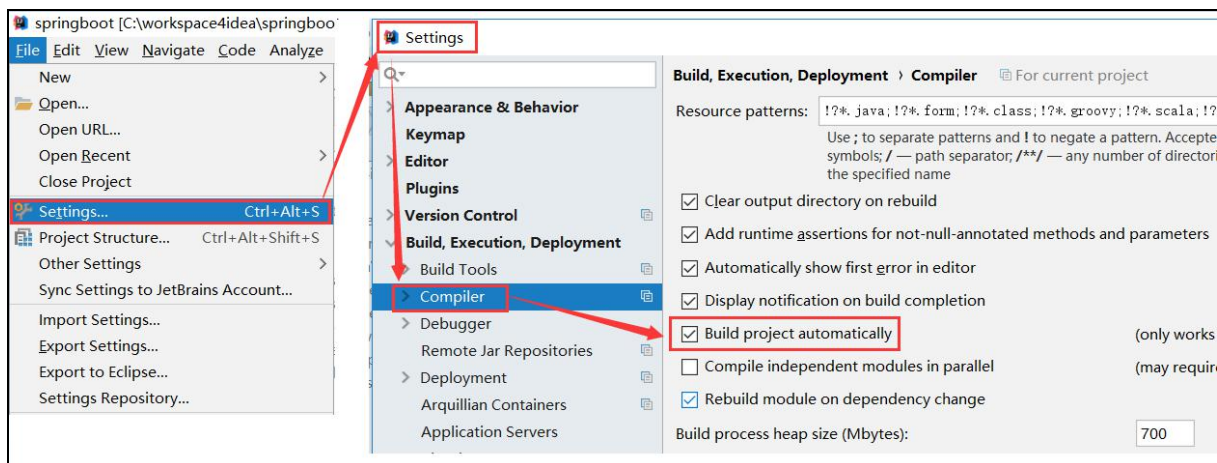 springboot [C:\workspace4idea\springboo
File Edit View Navigate Code Analyze
New
Open...
Open URL...
Open Recent
Close Project
Settings... Ctrl+Alt+S
Project Structure... Ctrl+Alt+Shift+S
Other Settings
Sync Settings to JetBrains Account...
Import Settings...
Export Settings...
Export to Eclipse...
Settings Repository...
Settings
Appearance & Behavior
Keymap
Editor
Plugins
Version Control
Build, Execution, Deployment
Build Tools
Compiler
Debugger
Remote Jar Repositories
Deployment
Arquillian Containers
Application Servers
Build, Execution, Deployment › Compiler For current project
Resource patterns: !?*.java;!?*.form;!?*.class;!?*.groovy;!?*.scala;!?
Use ; to separate patterns and ! to negate a pattern. Accepte
symbols; / — path separator; /**/ — any number of directori
the specified name
Clear output directory on rebuild
Add runtime assertions for not-null-annotated methods and parameters
Automatically show first error in editor
Display notification on build completion
Build project automatically (only works
Compile independent modules in parallel (may require
Rebuild module on dependency change
Build process heap size (Mbytes): 700